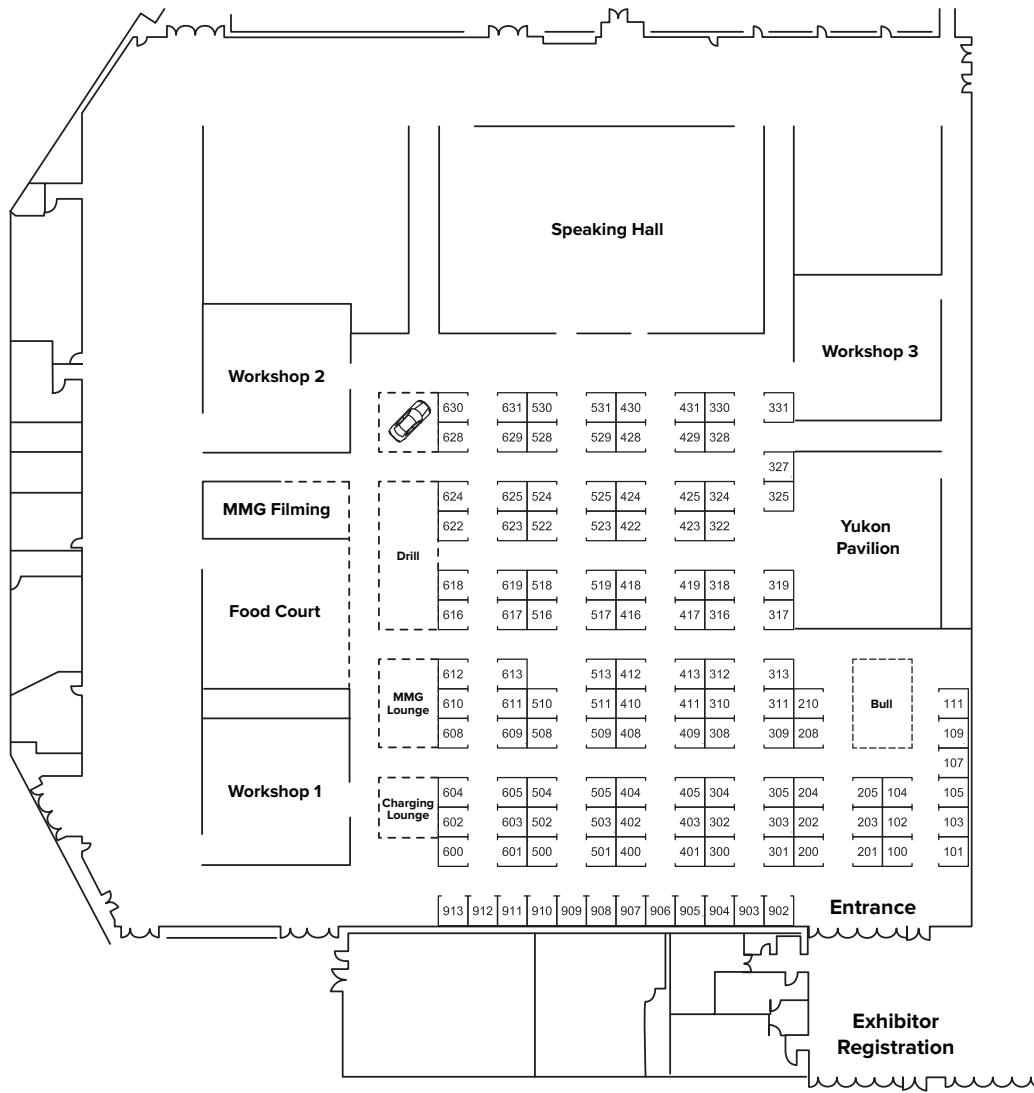 Speaking Hall
Workshop 3
Workshop 2
630 631 530 531 430 431 330 331
628 629 528 529 428 429 328
327
624 625 524 525 424 425 324 325
MMG Filming
622 623 522 523 422 423 322
Yukon
Pavilion
Drill
618 619 518 519 418 419 318 319
Food Court
616 617 516 517 416 417 316 317
612 613 513 412 413 312 313
MMG
Lounge
610 611 510 511 410 411 310 311 210
Bull
111
608 609 508 509 408 409 308 309 208
109
107
Workshop 1
604 605 504 505 404 405 304 305 204 205 104 105
Charging
Lounge
602 603 502 503 402 403 302 303 202 203 102 103
600 601 500 501 400 401 300 301 200 201 100 101
913 912 911 910 909 908 907 906 905 904 903 902
Entrance
Exhibitor
Registration